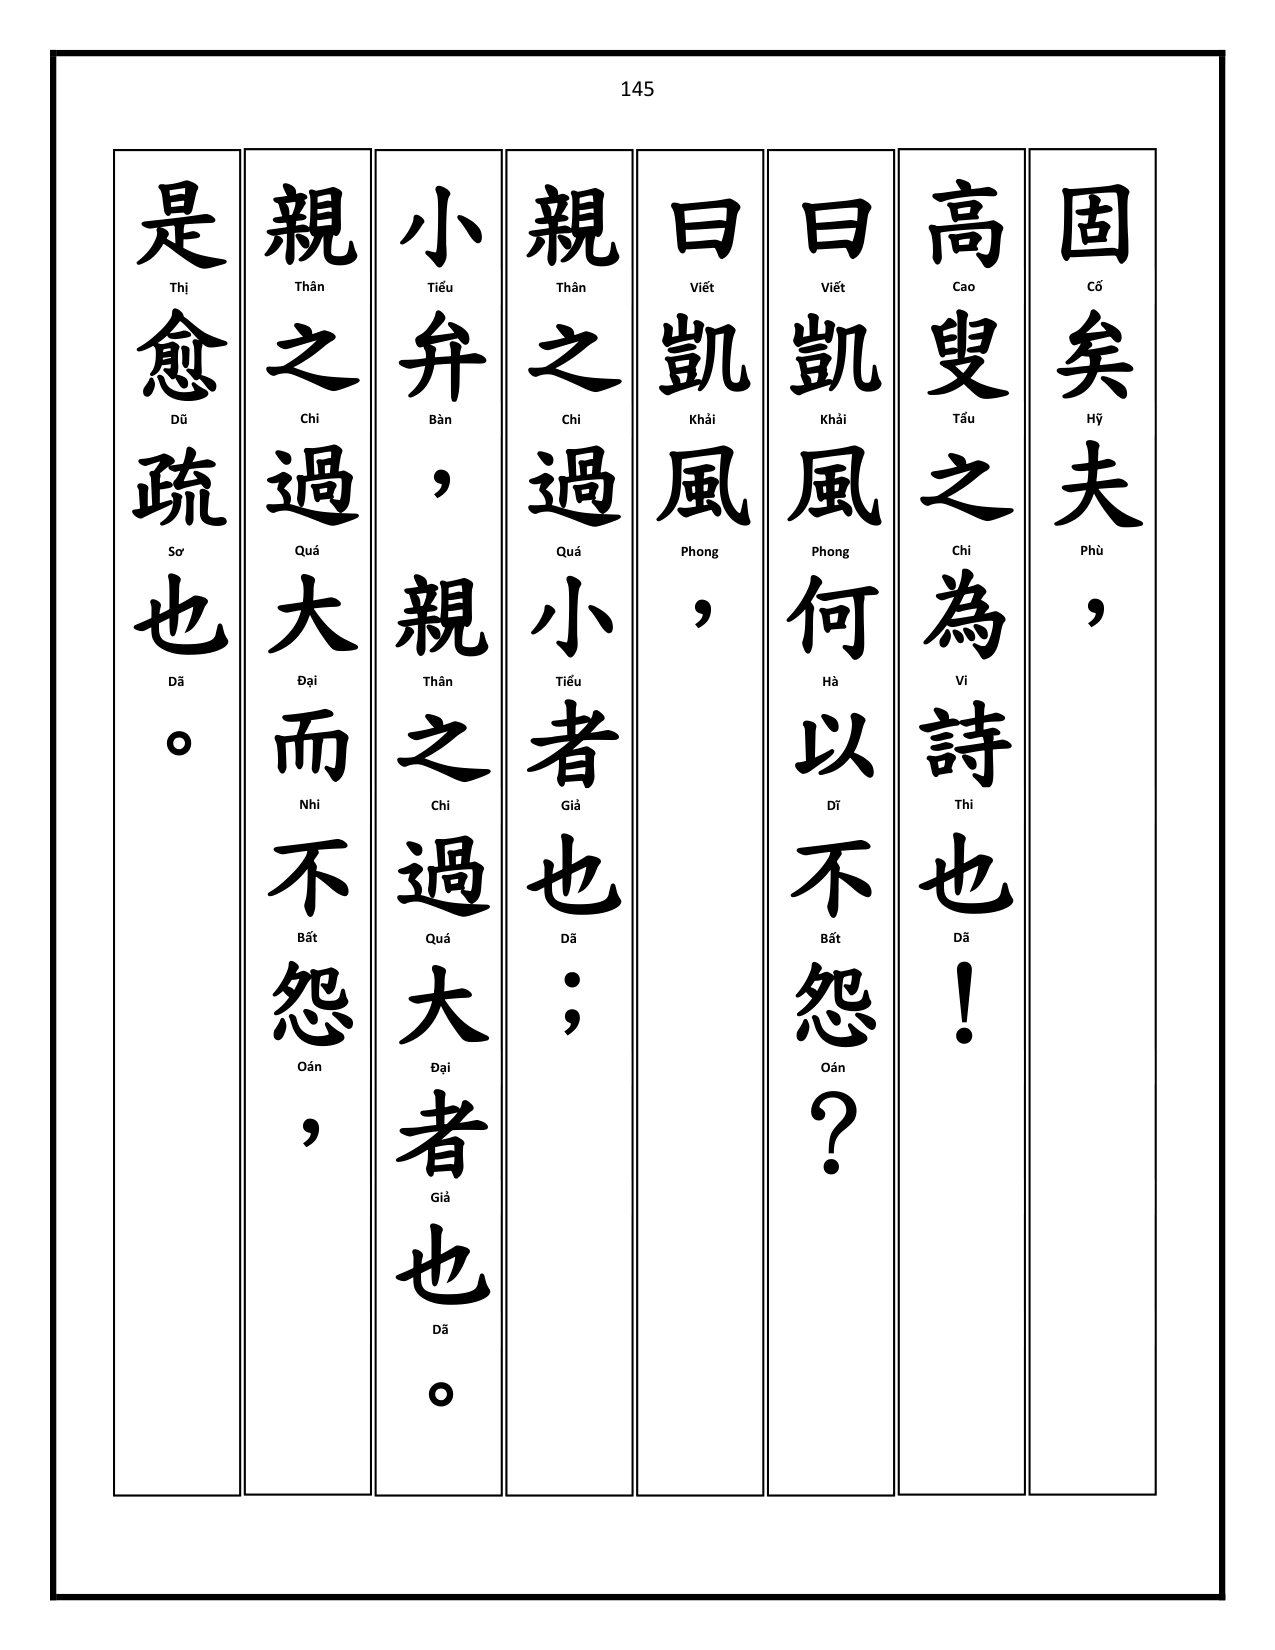 145
固矣夫，
Cố Hỹ Phù
高叟之為詩也！
Cao Tẩu Chi Vi Thi Dã
曰凱風何以不怨？
Viết Khải Phong Hà Dĩ Bất Oán
曰凱風，
Viết Khải Phong
親之過小者也；
Thân Chi Quá Tiểu Giả Dã
小弁，親之過大者也。
Tiểu Bàn Thân Chi Quá Đại Giả Dã
親之過大而不怨，
Thân Chi Quá Đại Nhi Bất Oán
是愈疏也。
Thị Dũ Sơ Dã